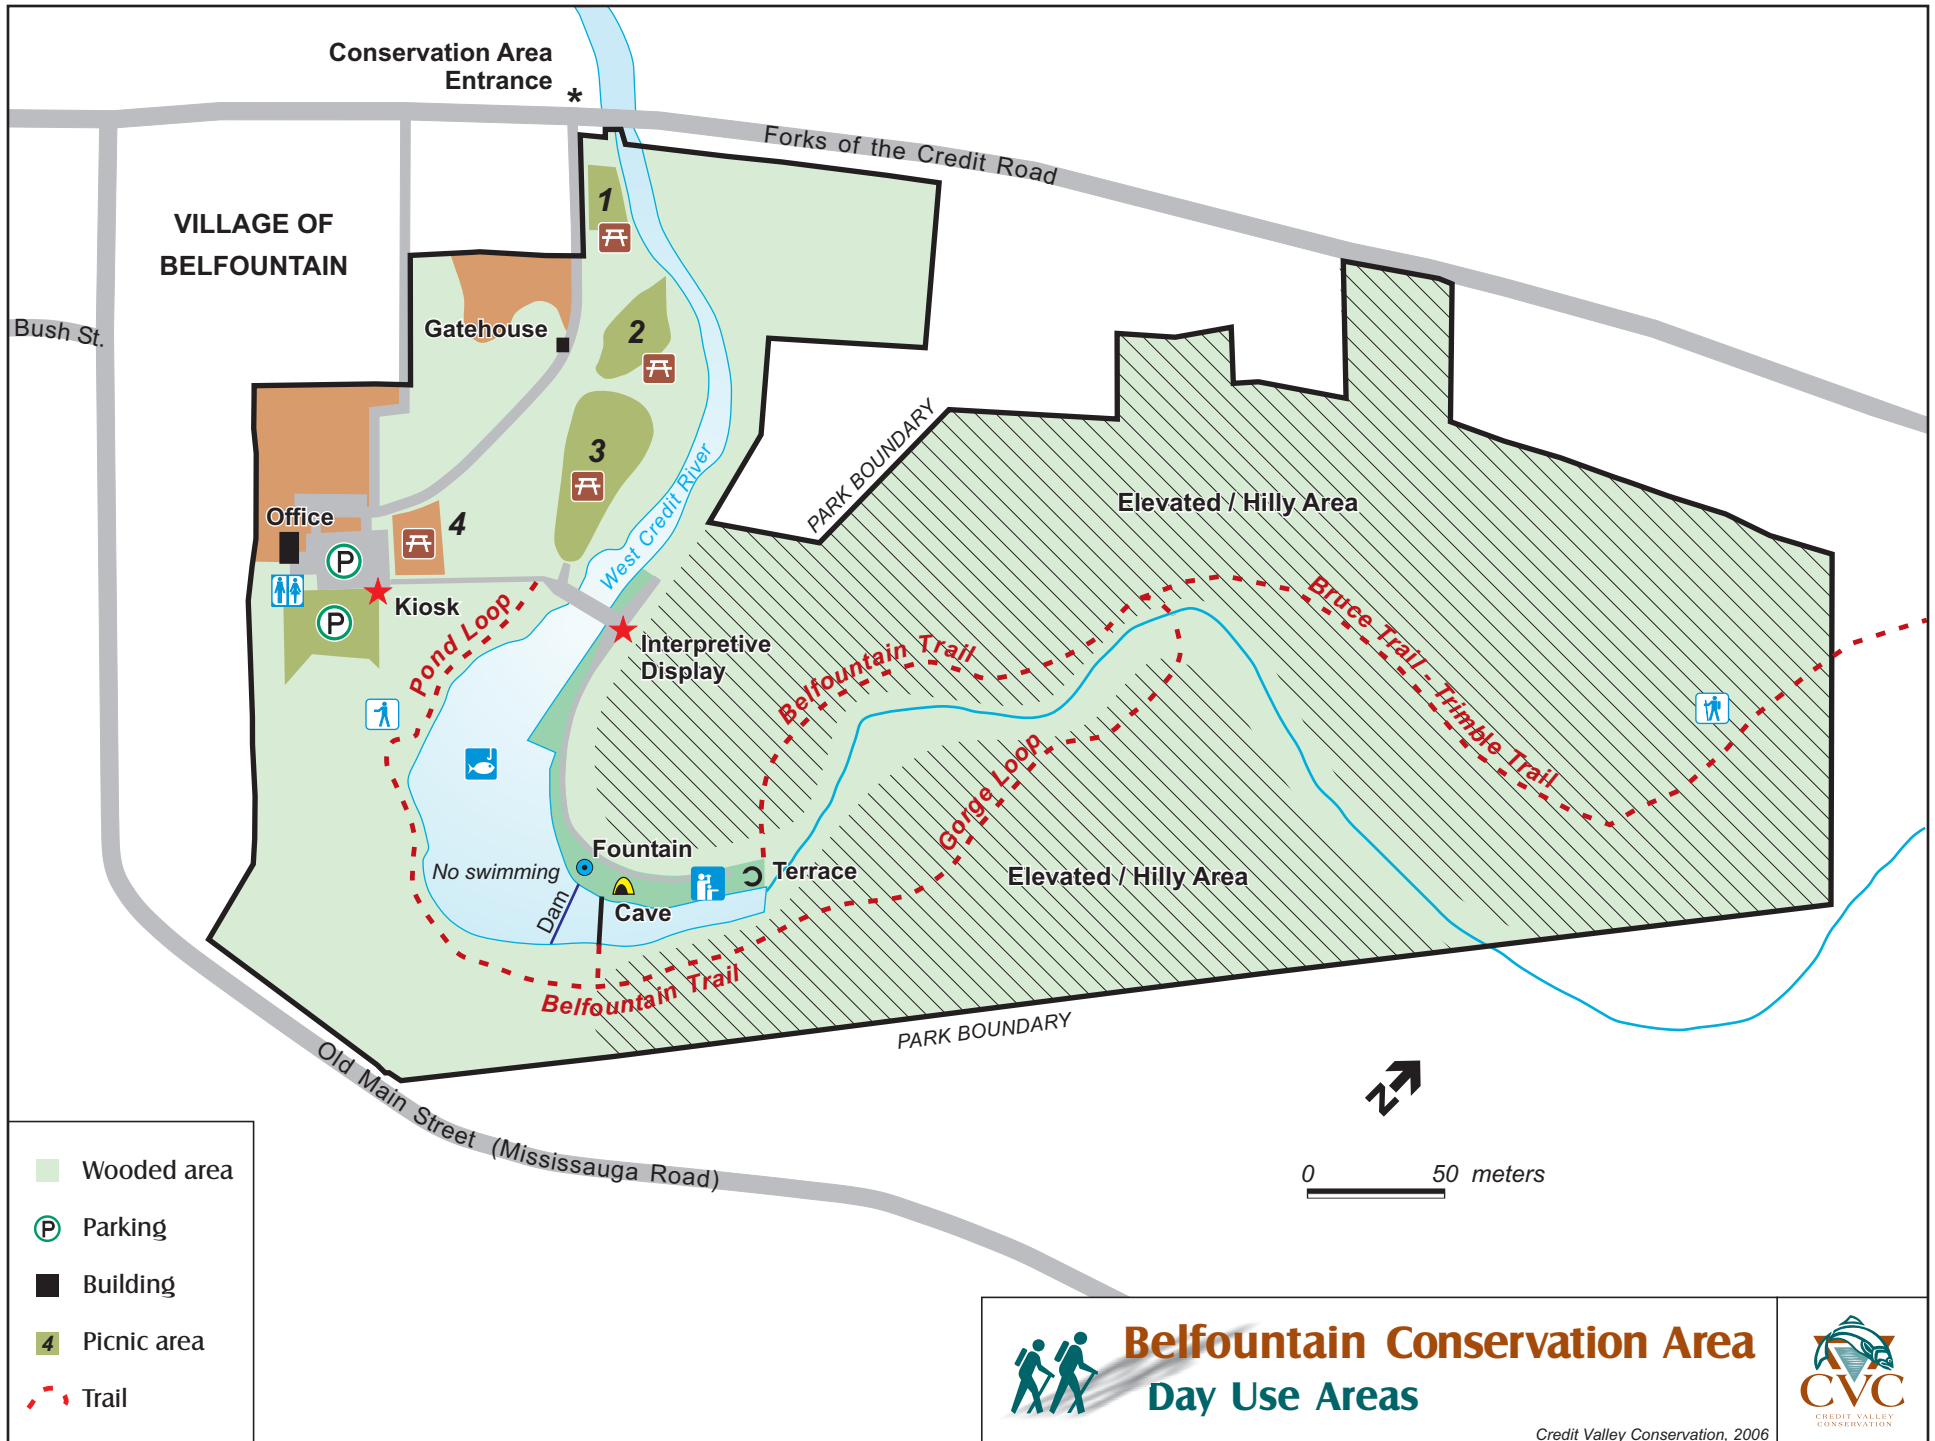 Conservation Area
Entrance
*
Forks of the Credit Road
VILLAGE OF
BELFOUNTAIN
1
Bush St.
Gatehouse
2
3
PARK BOUNDARY
West Credit River
Elevated / Hilly Area
Office
4
P
Kiosk
P
Pond Loop
Interpretive
Display
Belfountain Trail
Bruce Trail - Trimble Trail
Gorge Loop
Fountain
No swimming
Terrace
Elevated / Hilly Area
Dam
Cave
Belfountain Trail
PARK BOUNDARY
Old Main Street (Mississauga Road)
N
0 50 meters
Wooded area
P Parking
Building
4 Picnic area
Trail
Belfountain Conservation Area
Day Use Areas
Credit Valley Conservation, 2006
CVC
CREDIT VALLEY
CONSERVATION